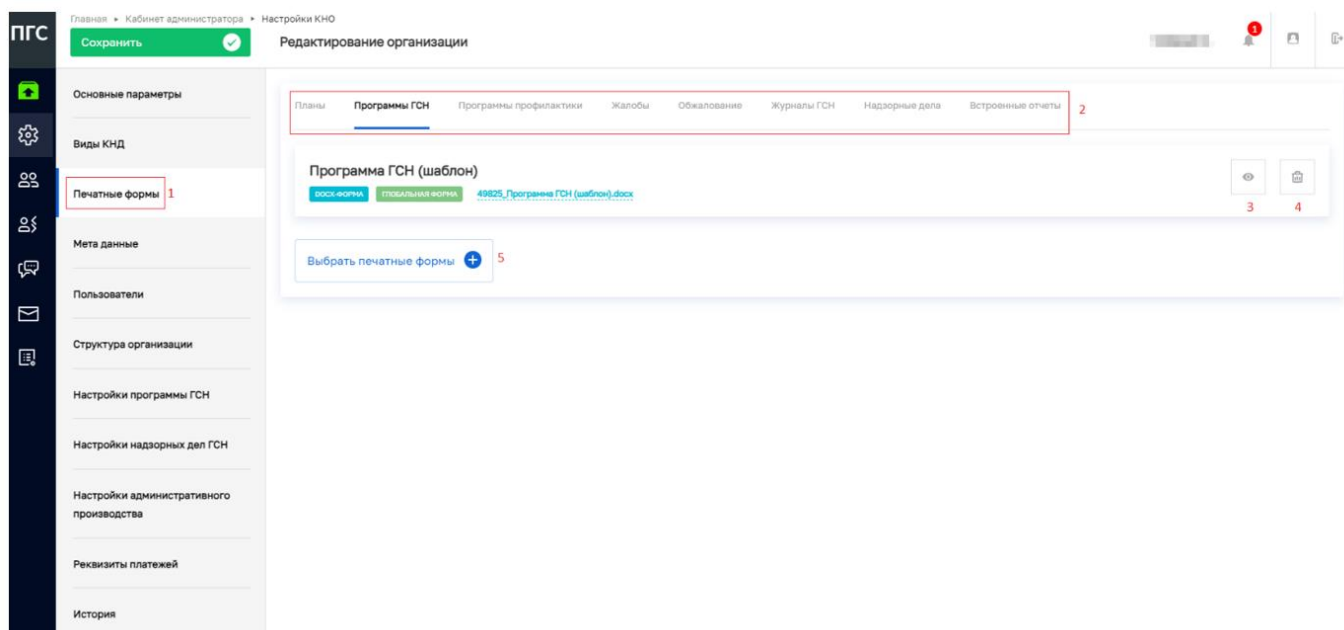 ПГС
Главная ▸ Кабинет администратора ▸ Настройки КНО
Сохранить
Редактирование организации
1
Основные параметры
Виды КНД
Печатные формы 1
Мета данные
Пользователи
Структура организации
Настройки программы ГСН
Настройки надзорных дел ГСН
Настройки административного
производства
Реквизиты платежей
История
Планы Программы ГСН Программы профилактики Жалобы Обжалование Журналы ГСН Надзорные дела Встроенные отчеты 2
Программа ГСН (шаблон)
DOCX-ФОРМА ГЛОБАЛЬНАЯ ФОРМА 49825_Программа ГСН (шаблон).docx
3 4
Выбрать печатные формы 5